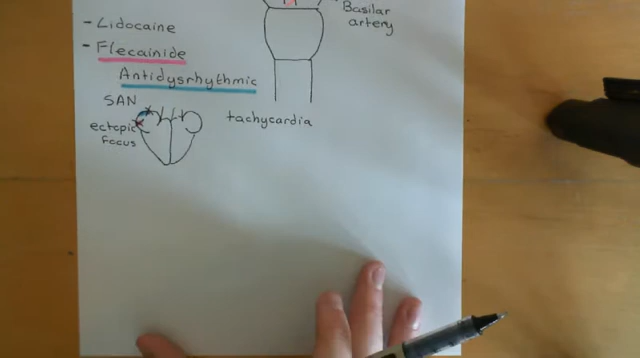 - Lidocaine
- Flecainide
Antidysrhythmic
SAN
ectopic
focus
Basilar
artery
tachycardia